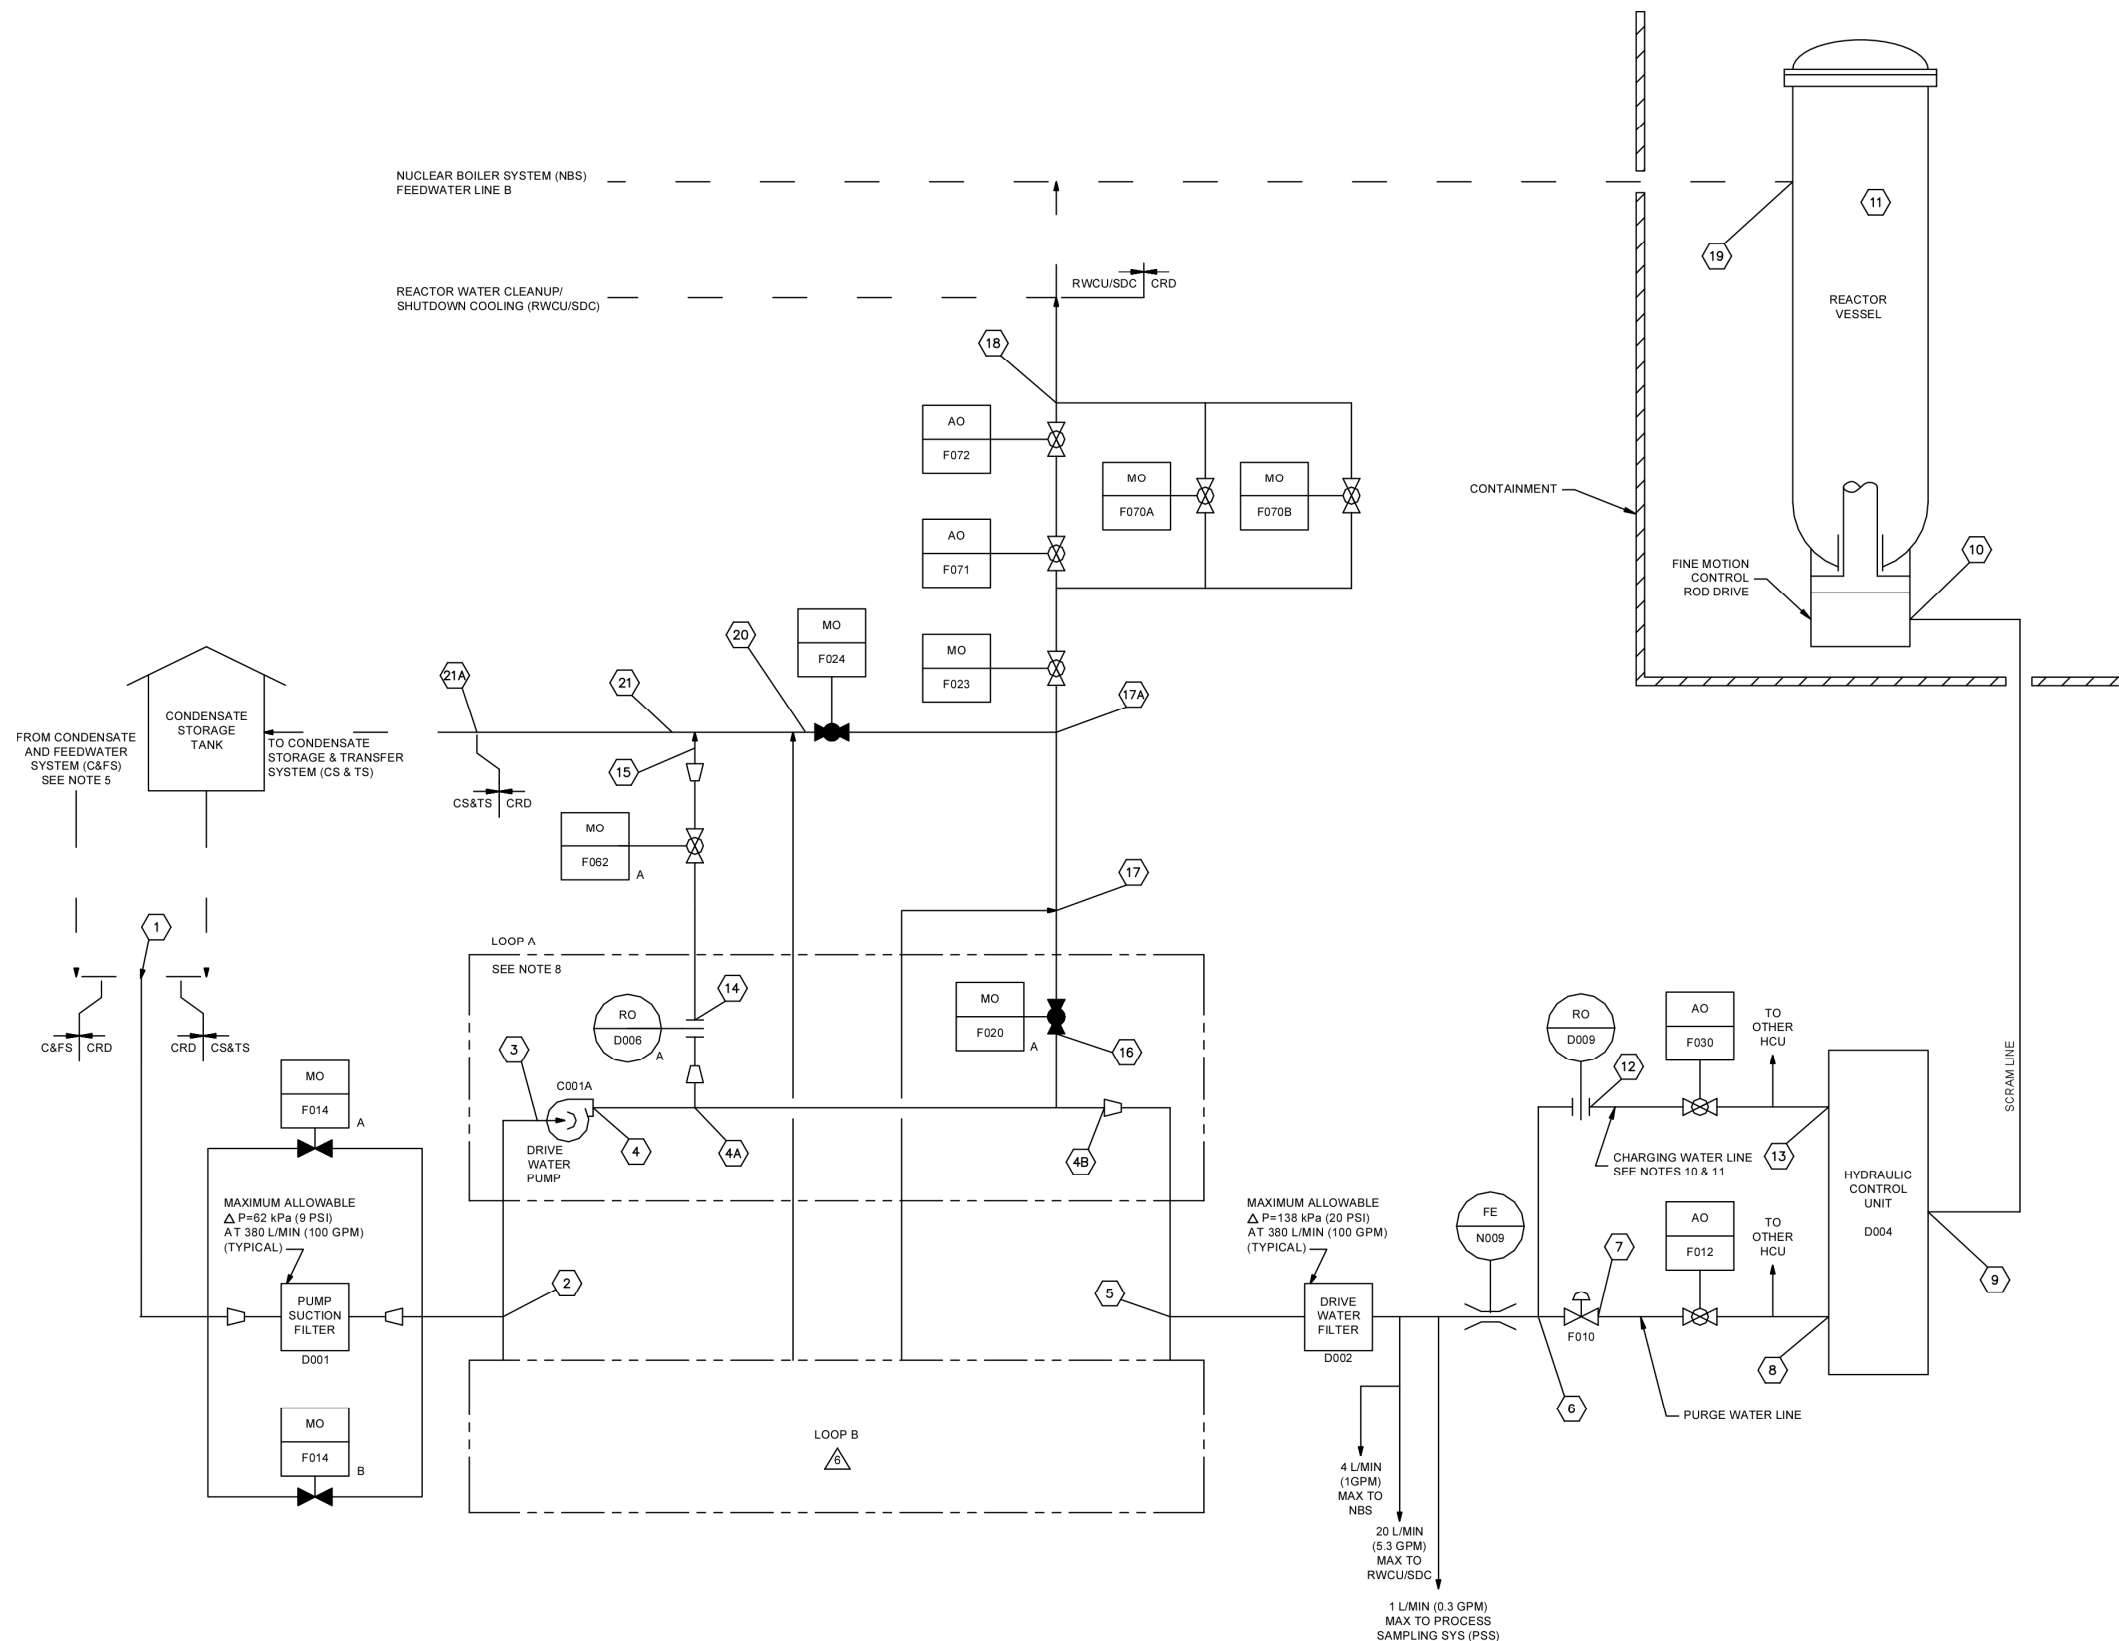 NUCLEAR BOILER SYSTEM (NBS)
FEEDWATER LINE B
11
19
REACTOR WATER CLEANUP/
SHUTDOWN COOLING (RWCU/SDC)
RWCU/SDC CRD
REACTOR
VESSEL
18
AO
F072
MO
F070A
MO
F070B
CONTAINMENT
AO
F071
FINE MOTION
CONTROL
ROD DRIVE
10
MO
F024
20
MO
F023
21A
21
17A
CONDENSATE
STORAGE
TANK
FROM CONDENSATE
AND FEEDWATER
SYSTEM (C&FS)
SEE NOTE 5
TO CONDENSATE
STORAGE & TRANSFER
SYSTEM (CS & TS)
15
CS&TS CRD
MO
F062
A
17
1
LOOP A
SEE NOTE 8
14
RO
D006
A
MO
F020
A
16
C&FS CRD
CRD CS&TS
3
C001A
4
4A
4B
DRIVE
WATER
PUMP
MO
F014
A
MAXIMUM ALLOWABLE
△ P=62 kPa (9 PSI)
AT 380 L/MIN (100 GPM)
(TYPICAL)
PUMP
SUCTION
FILTER
D001
2
MO
F014
B
LOOP B
6
5
MAXIMUM ALLOWABLE
△ P=138 kPa (20 PSI)
AT 380 L/MIN (100 GPM)
(TYPICAL)
DRIVE
WATER
FILTER
D002
FE
N009
RO
D009
12
AO
F030
TO
OTHER
HCU
CHARGING WATER LINE
SEE NOTES 10 & 11
13
HYDRAULIC
CONTROL
UNIT
D004
SCRAM LINE
9
7
F010
AO
F012
TO
OTHER
HCU
8
6
PURGE WATER LINE
4 L/MIN
(1GPM)
MAX TO
NBS
20 L/MIN
(5.3 GPM)
MAX TO
RWCU/SDC
1 L/MIN (0.3 GPM)
MAX TO PROCESS
SAMPLING SYS (PSS)